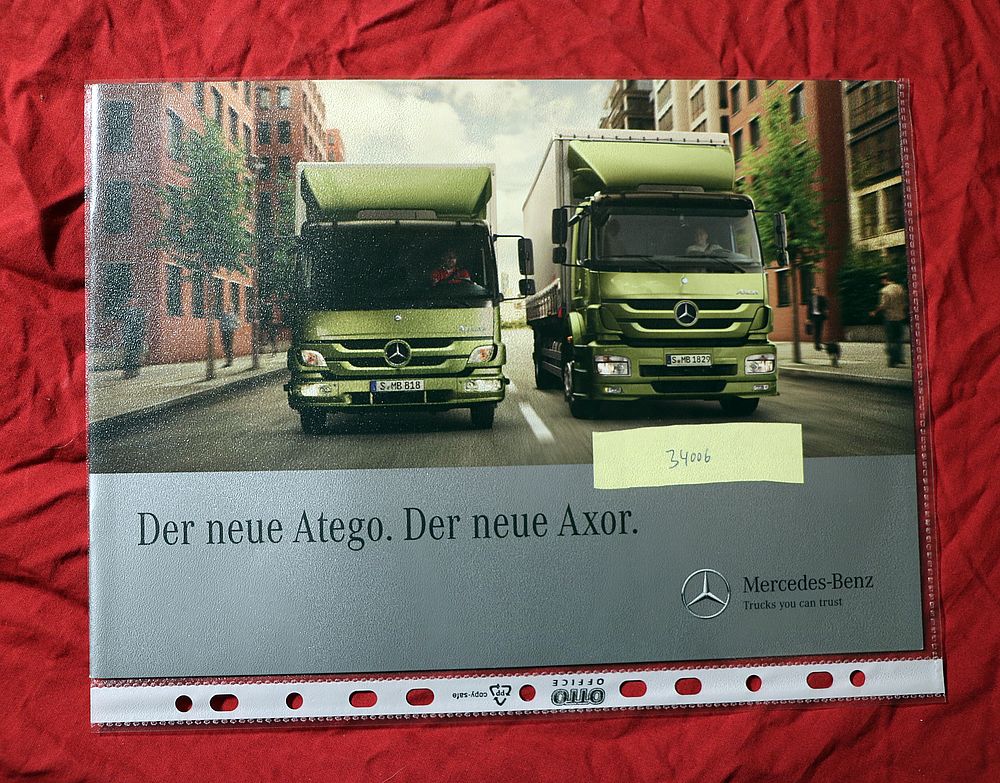 S-MB 818
S-MB 1829
34006
Der neue Atego. Der neue Axor.
Mercedes-Benz
Trucks you can trust
OTTO
OFFICE
PP
copy-safe